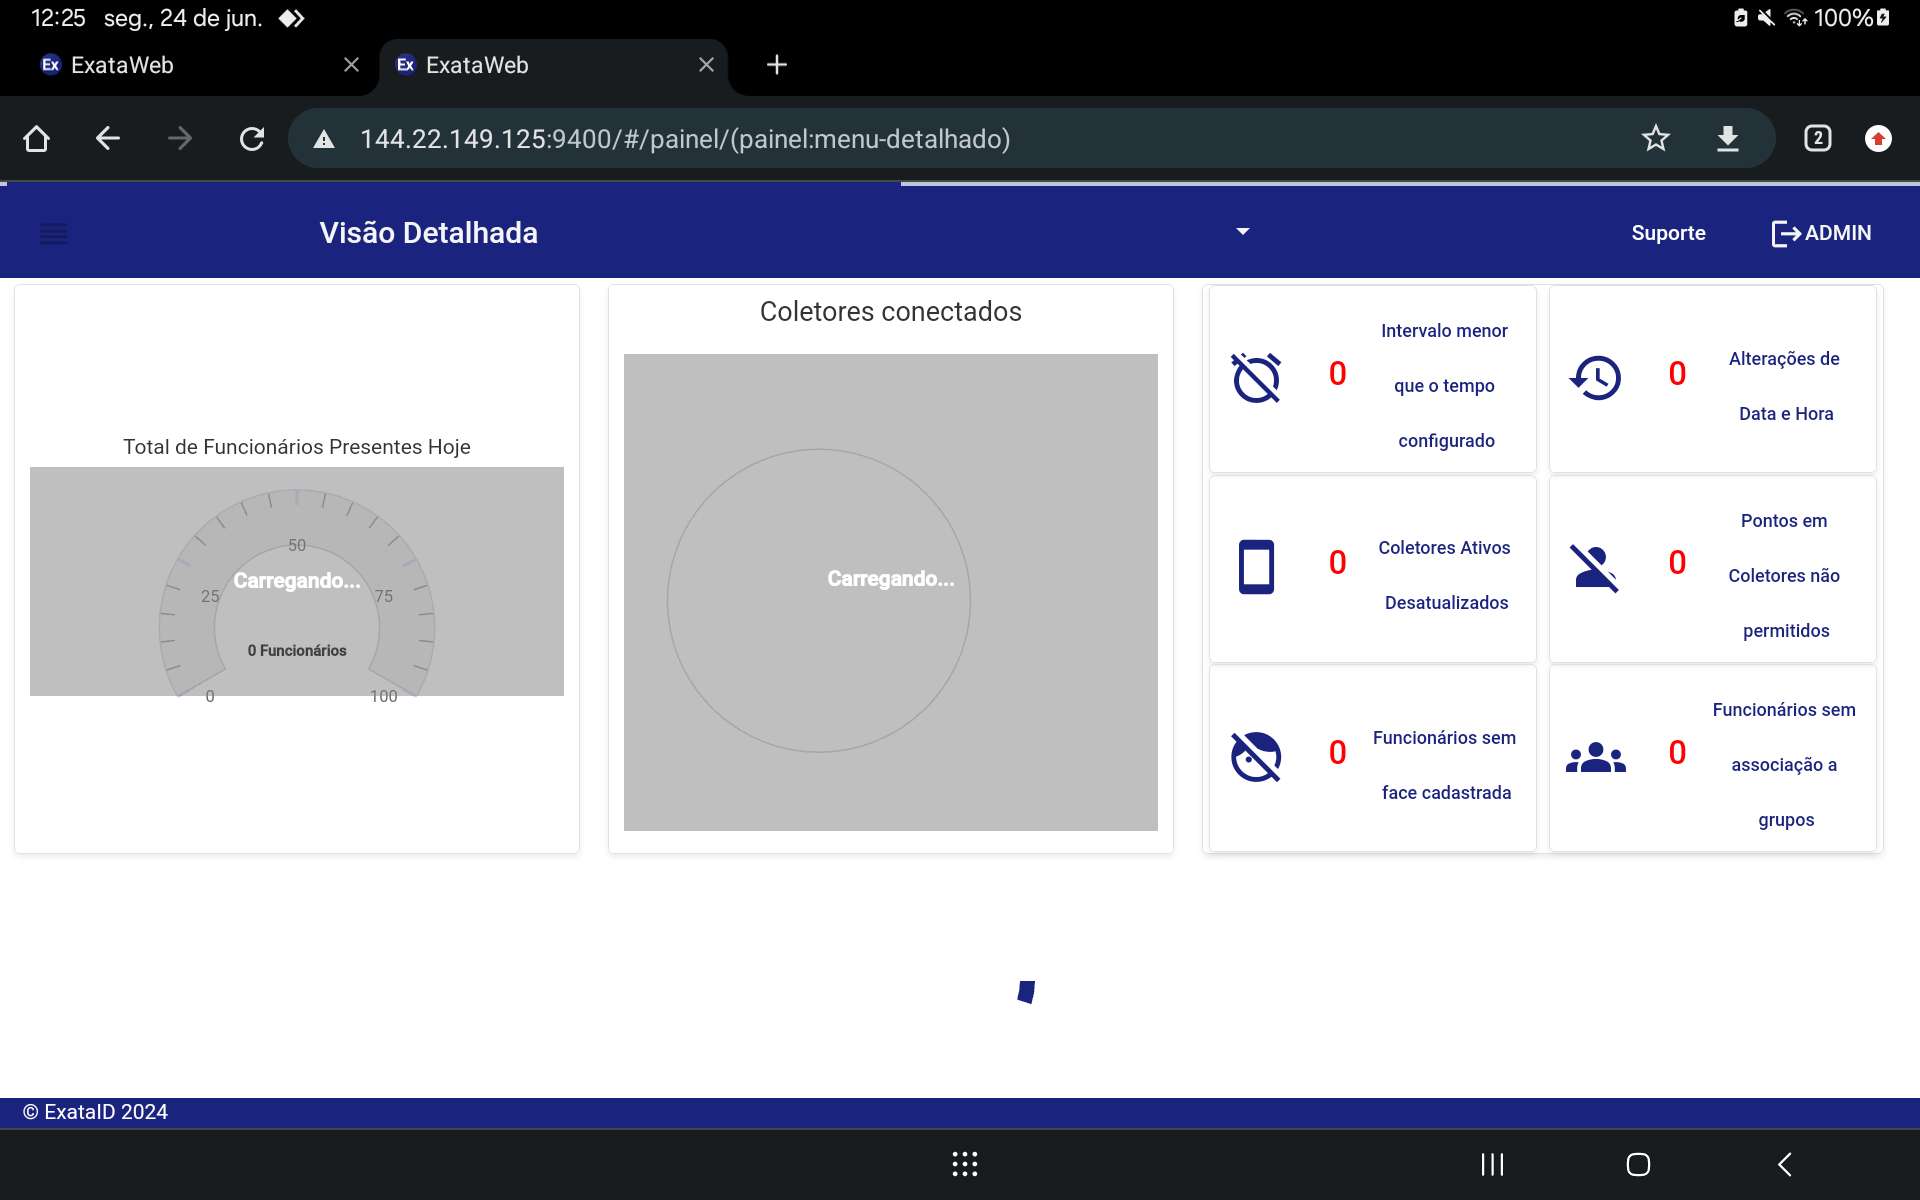 12:25 seg., 24 de jun.
100%
Ex ExataWeb
Ex ExataWeb
144.22.149.125:9400/#/painel/(painel:menu-detalhado)
2
Visão Detalhada
Suporte
ADMIN
Total de Funcionários Presentes Hoje
50
Carregando...
25
75
0 Funcionários
0
100
Coletores conectados
Carregando...
0
Intervalo menor
que o tempo
configurado
0
Alterações de
Data e Hora
0
Coletores Ativos
Desatualizados
0
Pontos em
Coletores não
permitidos
0
Funcionários sem
face cadastrada
0
Funcionários sem
associação a
grupos
© ExataID 2024